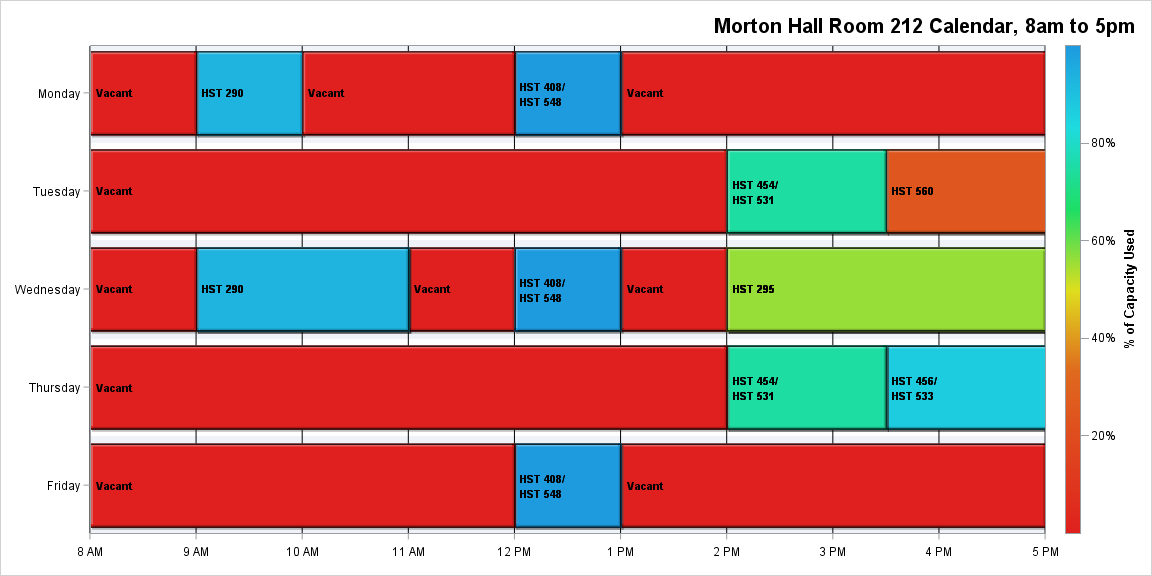 Morton Hall Room 212 Calendar, 8am to 5pm
Monday
Vacant
HST 290
Vacant
HST 408/
HST 548
Vacant
Tuesday
Vacant
HST 454/
HST 531
HST 560
Wednesday
Vacant
HST 290
Vacant
HST 408/
HST 548
Vacant
HST 295
Thursday
Vacant
HST 454/
HST 531
HST 456/
HST 533
Friday
Vacant
HST 408/
HST 548
Vacant
8 AM
9 AM
10 AM
11 AM
12 PM
1 PM
2 PM
3 PM
4 PM
5 PM
80%
60%
40%
20%
% of Capacity Used